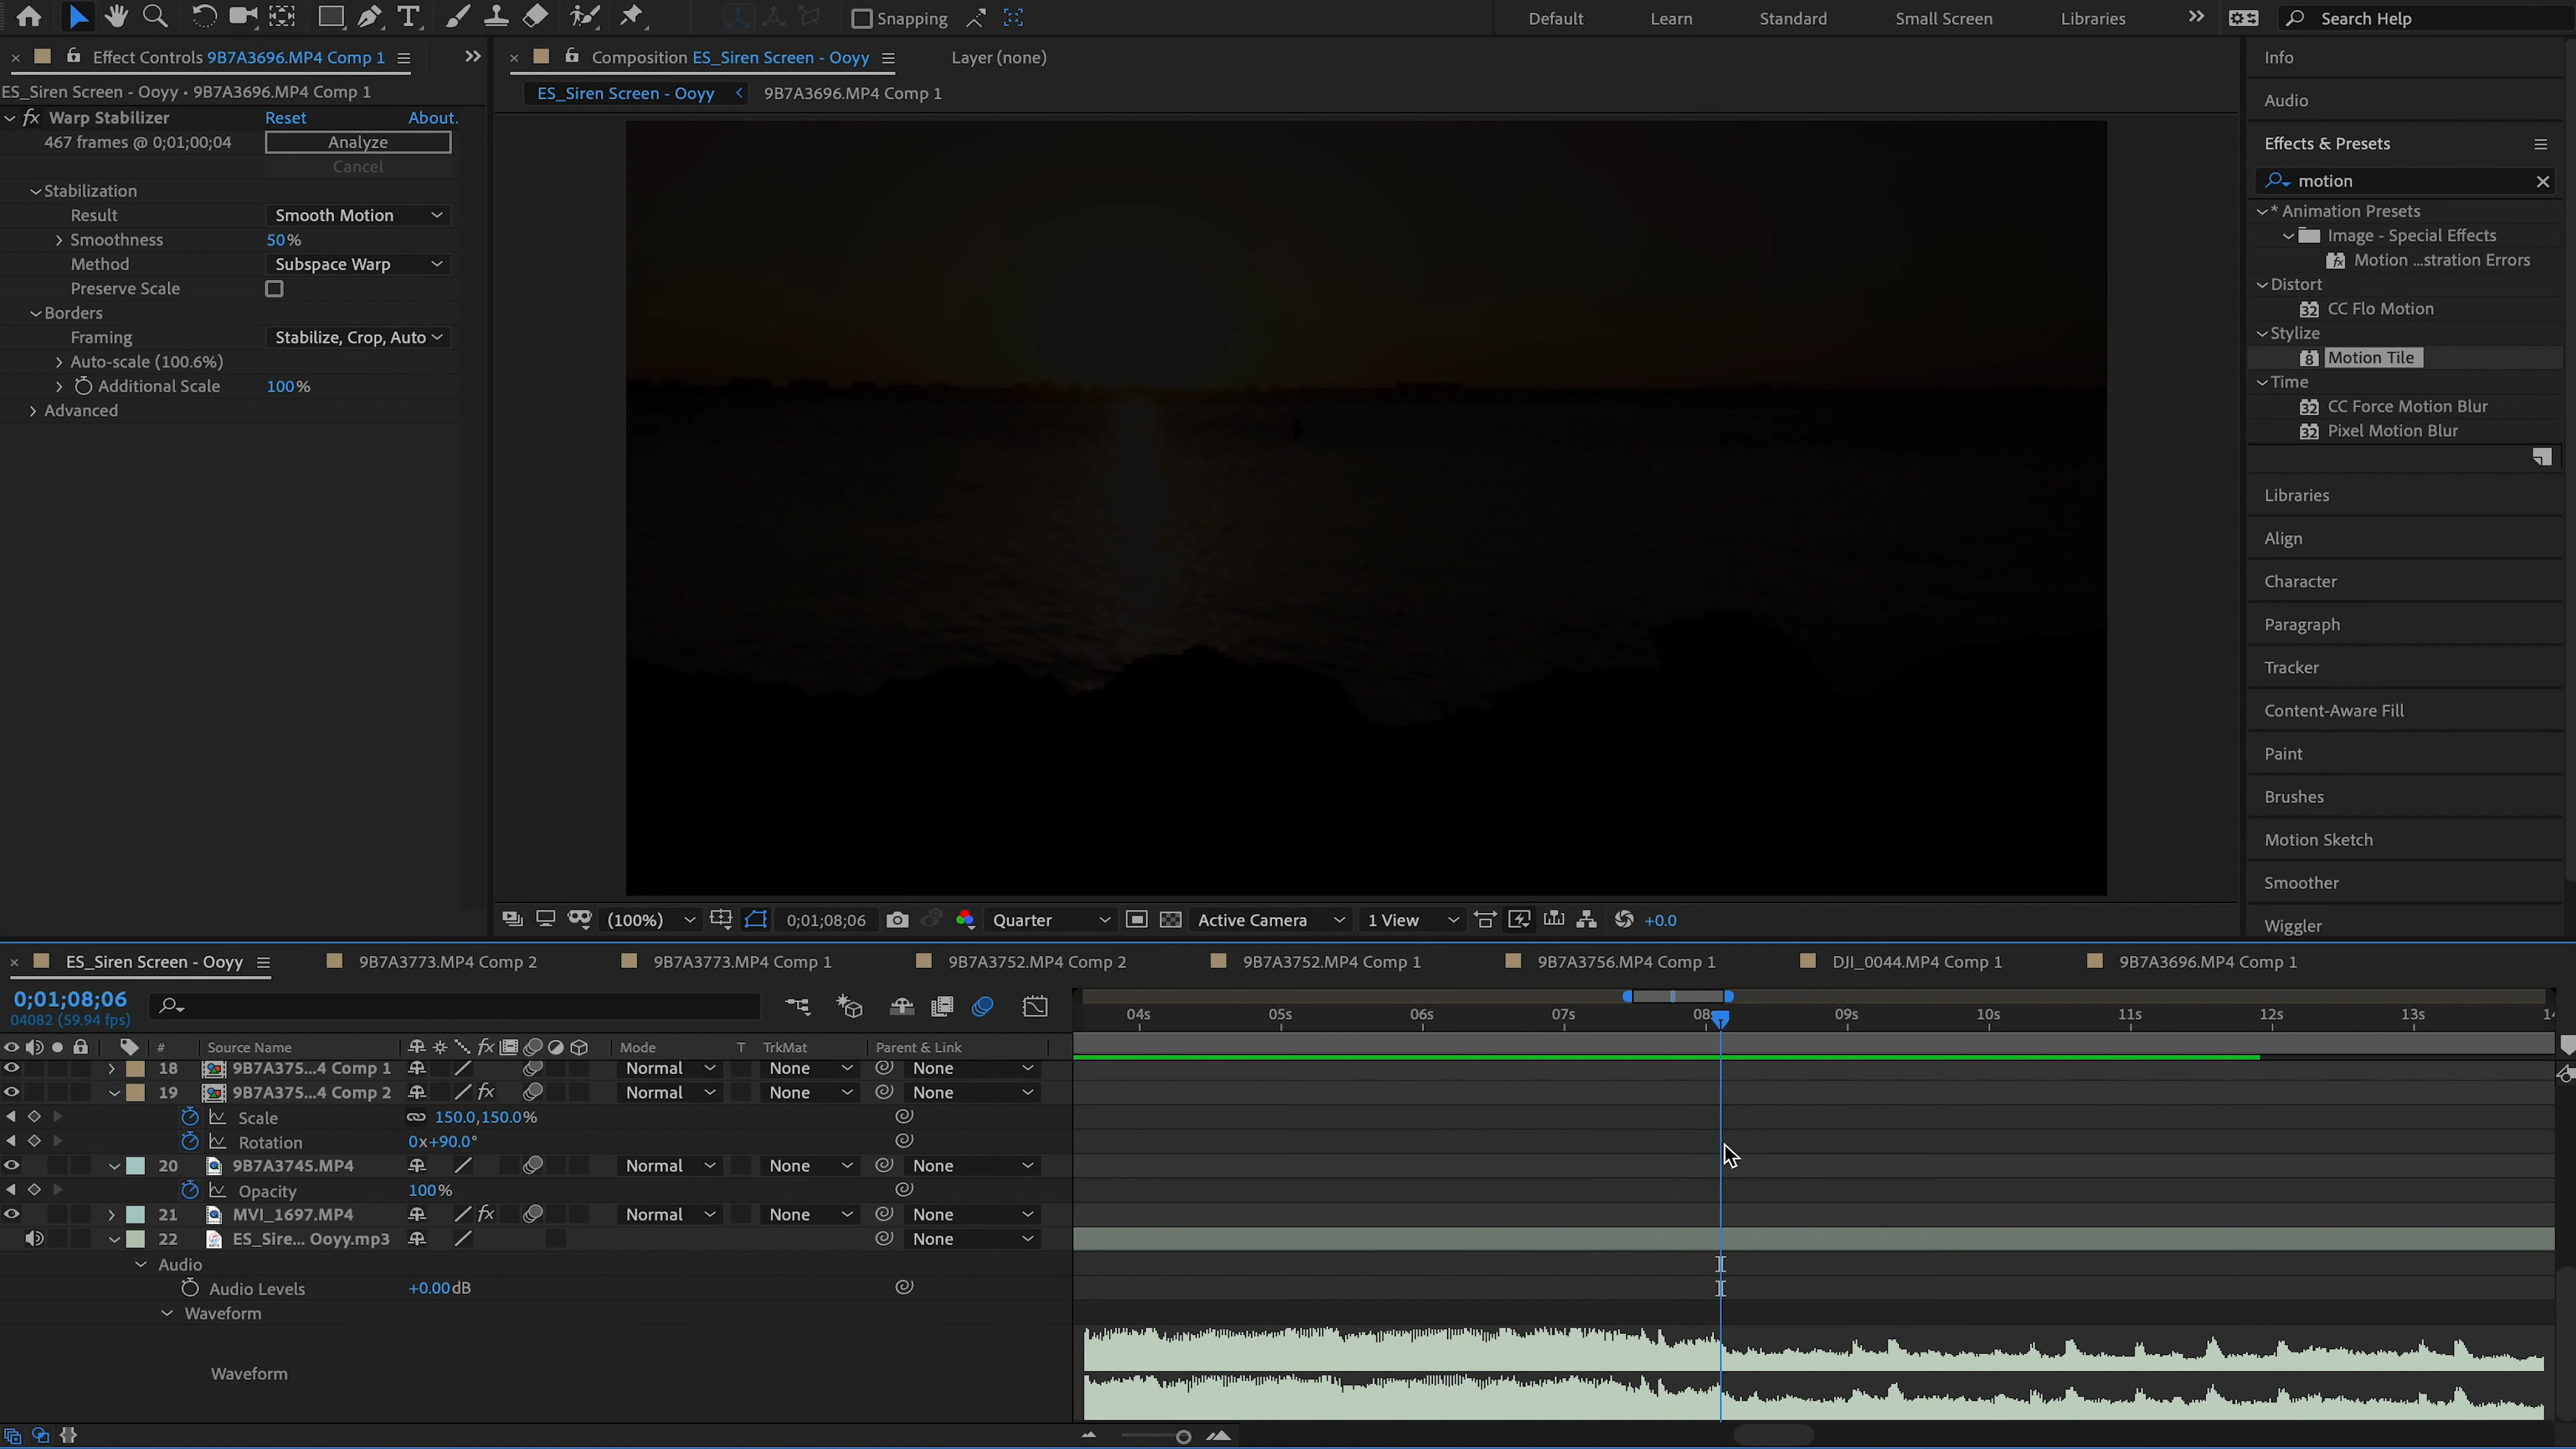 Snapping
Default Learn Standard Small Screen Libraries Search Help
Effect Controls 9B7A3696.MP4 Comp 1
Composition ES_Siren Screen - Ooyy
Layer (none)
ES_Siren Screen - Ooyy • 9B7A3696.MP4 Comp 1
ES_Siren Screen - Ooyy 9B7A3696.MP4 Comp 1
fx Warp Stabilizer Reset About.
467 frames @ 0;01;00;04 Analyze
Cancel
Stabilization
Result Smooth Motion
Smoothness 50%
Method Subspace Warp
Preserve Scale
Borders
Framing Stabilize, Crop, Auto
Auto-scale (100.6%)
Additional Scale 100%
Advanced
Info
Audio
Effects & Presets
motion
* Animation Presets
Image - Special Effects
Motion ...stration Errors
Distort
32 CC Flo Motion
Stylize
8 Motion Tile
Time
32 CC Force Motion Blur
32 Pixel Motion Blur
Libraries
Align
Character
Paragraph
Tracker
Content-Aware Fill
Paint
Brushes
Motion Sketch
Smoother
Wiggler
(100%) 0;01;08;06 Quarter Active Camera 1 View +0.0
ES_Siren Screen - Ooyy 9B7A3773.MP4 Comp 2 9B7A3773.MP4 Comp 1 9B7A3752.MP4 Comp 2 9B7A3752.MP4 Comp 1 9B7A3756.MP4 Comp 1 DJI_0044.MP4 Comp 1 9B7A3696.MP4 Comp 1
0;01;08;06
04082 (59.94 fps)
04s 05s 06s 07s 08s 09s 10s 11s 12s 13s 14
# Source Name fx Mode T TrkMat Parent & Link
18 9B7A375...4 Comp 1 Normal None None
19 9B7A375...4 Comp 2 fx Normal None None
Scale 150.0,150.0%
Rotation 0x+90.0°
20 9B7A3745.MP4 Normal None None
Opacity 100%
21 MVI_1697.MP4 fx Normal None None
22 ES_Sire... Ooyy.mp3 None
Audio
Audio Levels +0.00dB
Waveform
Waveform